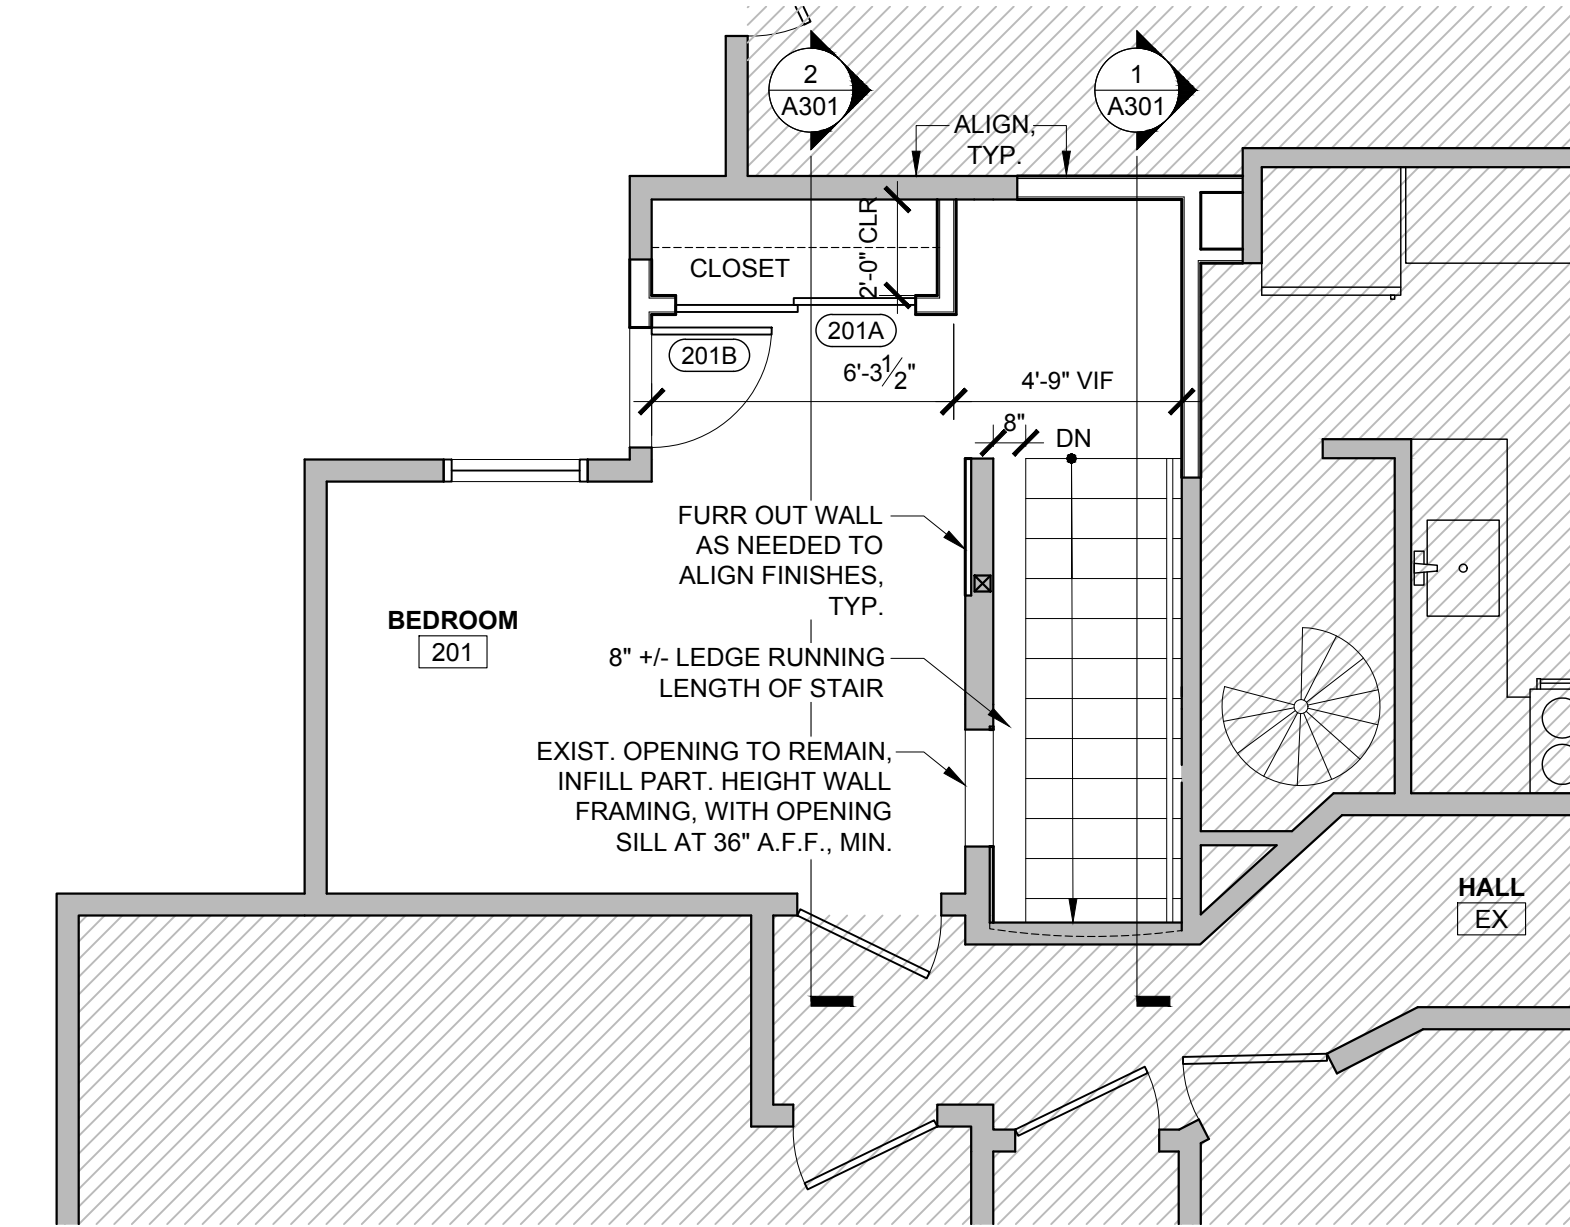 2
A301
1
A301
ALIGN,
TYP.
2'-0" CLR
CLOSET
201A
201B
6'-3 1/2"
4'-9" VIF
8"
DN
FURR OUT WALL
AS NEEDED TO
ALIGN FINISHES,
TYP.
BEDROOM
201
8" +/- LEDGE RUNNING
LENGTH OF STAIR
EXIST. OPENING TO REMAIN,
INFILL PART. HEIGHT WALL
FRAMING, WITH OPENING
SILL AT 36" A.F.F., MIN.
HALL
EX